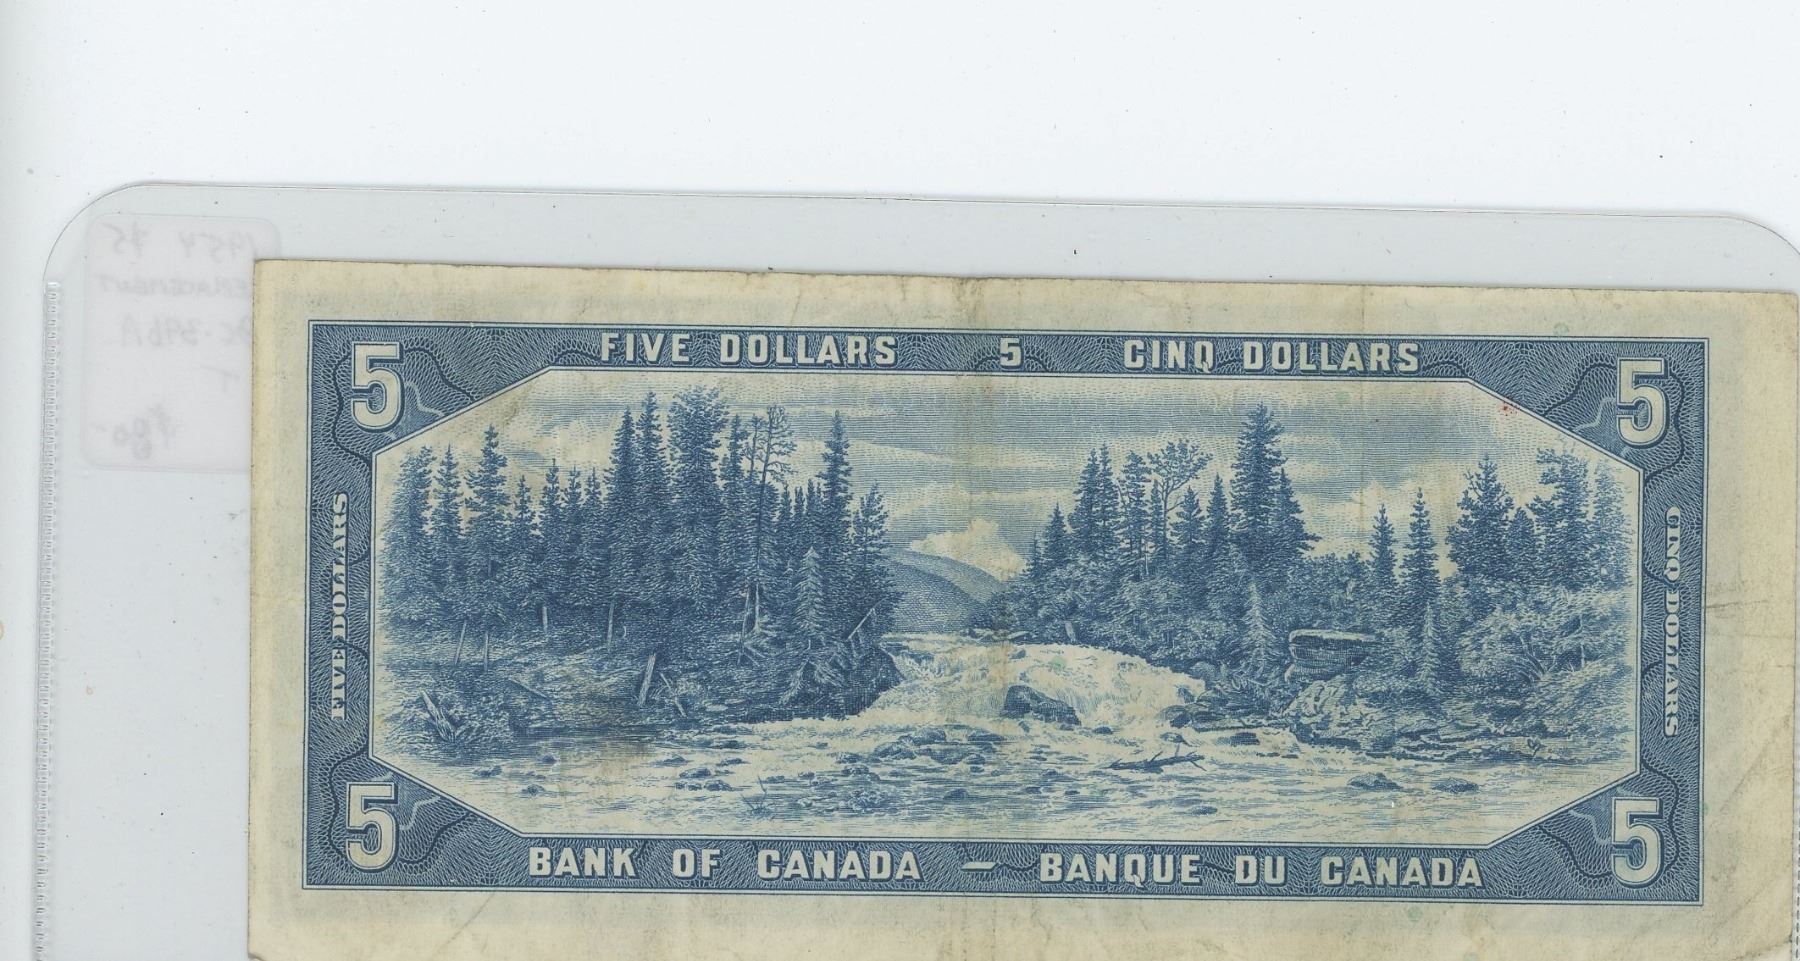 1954 $5
REPLACEMENT
FIVE DOLLARS 5 CINQ DOLLARS
5 5
FIVE DOLLARS
CINQ DOLLARS
5 5
BANK OF CANADA — BANQUE DU CANADA